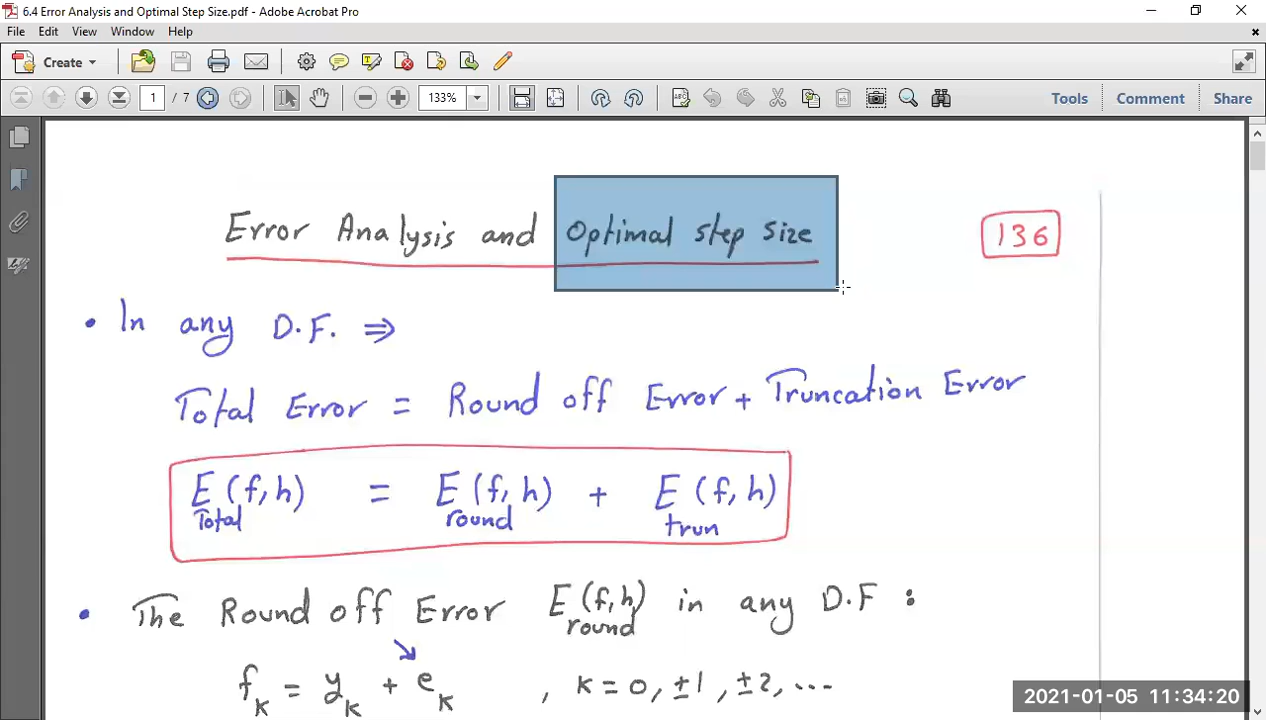 6.4 Error Analysis and Optimal Step Size.pdf - Adobe Acrobat Pro
File Edit View Window Help
Create 
1 / 7 133% Tools Comment Share
Error Analysis and Optimal step size 136
• In any D.F. ⇒
Total Error = Round off Error + Truncation Error
E (f,h) = E (f,h) + E (f,h)
Total round trun
• The Round off Error E (f,h) in any D.F :
round
f_k = y_k + e_k , k = 0, ±1, ±2, ...
2021-01-05 11:34:20